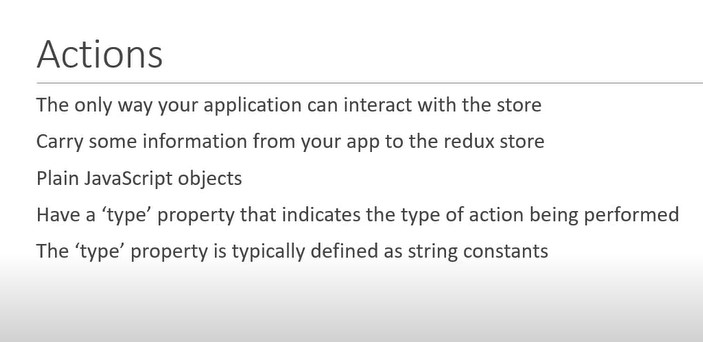 Actions
The only way your application can interact with the store
Carry some information from your app to the redux store
Plain JavaScript objects
Have a ‘type’ property that indicates the type of action being performed
The ‘type’ property is typically defined as string constants